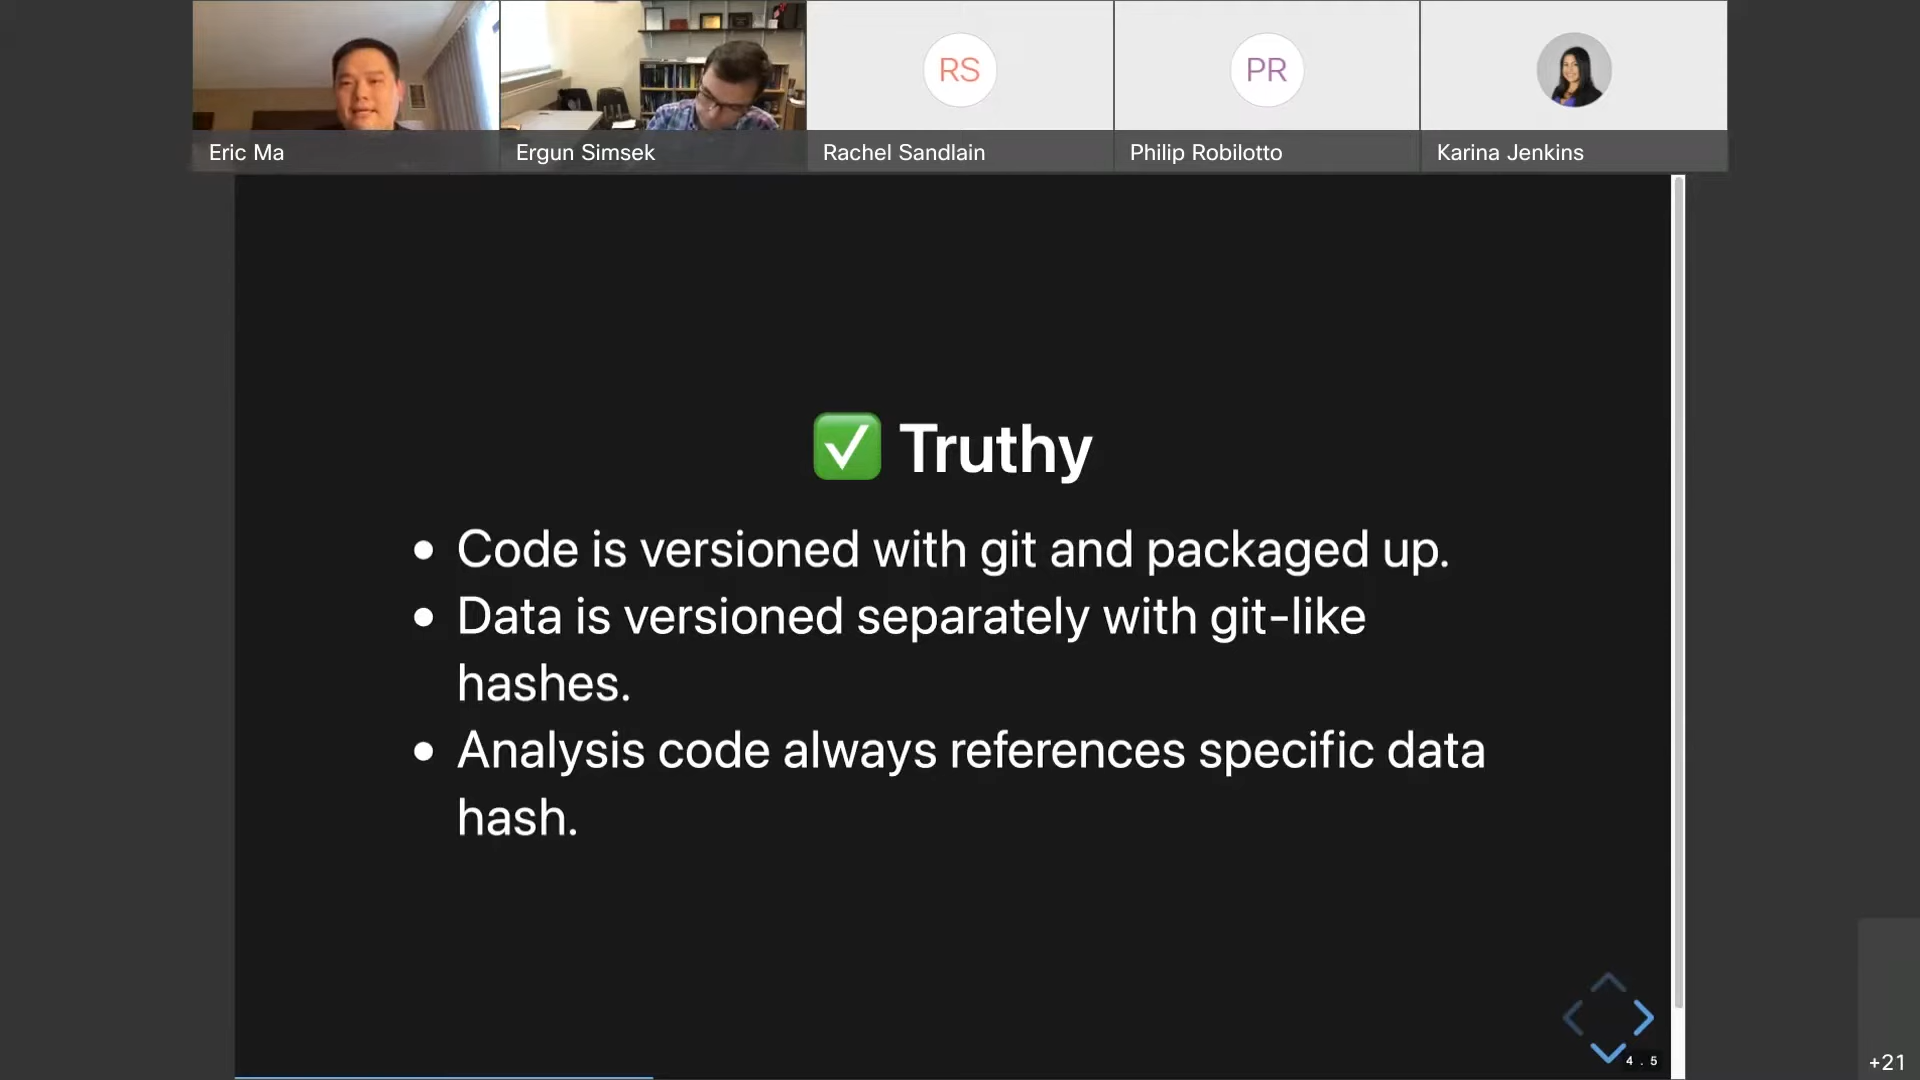 RS
PR
Eric Ma
Ergun Simsek
Rachel Sandlain
Philip Robilotto
Karina Jenkins
✅ Truthy
• Code is versioned with git and packaged up.
• Data is versioned separately with git-like
hashes.
• Analysis code always references specific data
hash.
4 . 5
+21